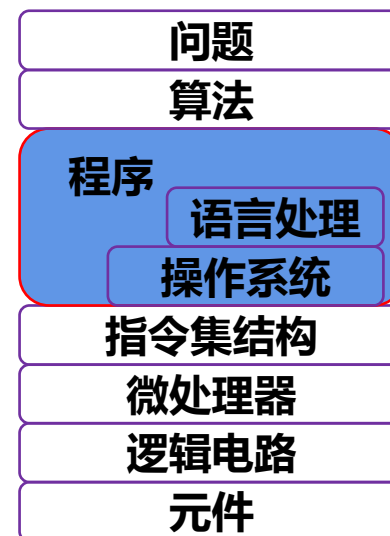 问题
算法
程序
语言处理
操作系统
指令集结构
微处理器
逻辑电路
元件